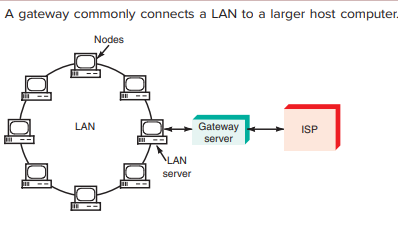 A gateway commonly connects a LAN to a larger host computer.
Nodes
LAN
Gateway
server
ISP
LAN
server